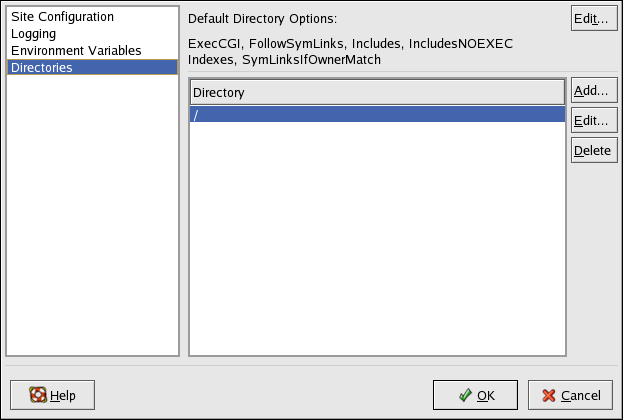 Site Configuration
Logging
Environment Variables
Directories
Default Directory Options:
Edit...
ExecCGI, FollowSymLinks, Includes, IncludesNOEXEC
Indexes, SymLinksIfOwnerMatch
Directory
/
Add...
Edit...
Delete
Help
OK
Cancel